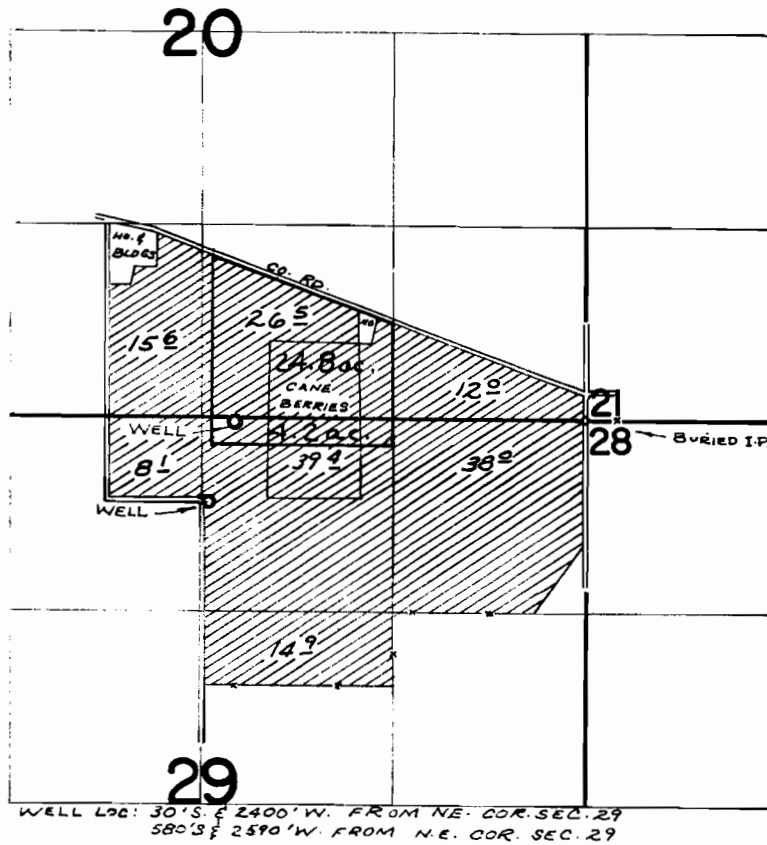 20
HO. &
BLDGS
CO. RD.
26 5
HO
15 6
24.8 ac.
CANE
BERRIES
12 0
21
WELL
4.2 ac.
28
BURIED I.P.
39 4
38 0
8 1
WELL
14 9
29
WELL LOC: 30'S. & 2400' W. FROM NE. COR. SEC. 29
580'S & 2590' W. FROM N.E. COR. SEC. 29